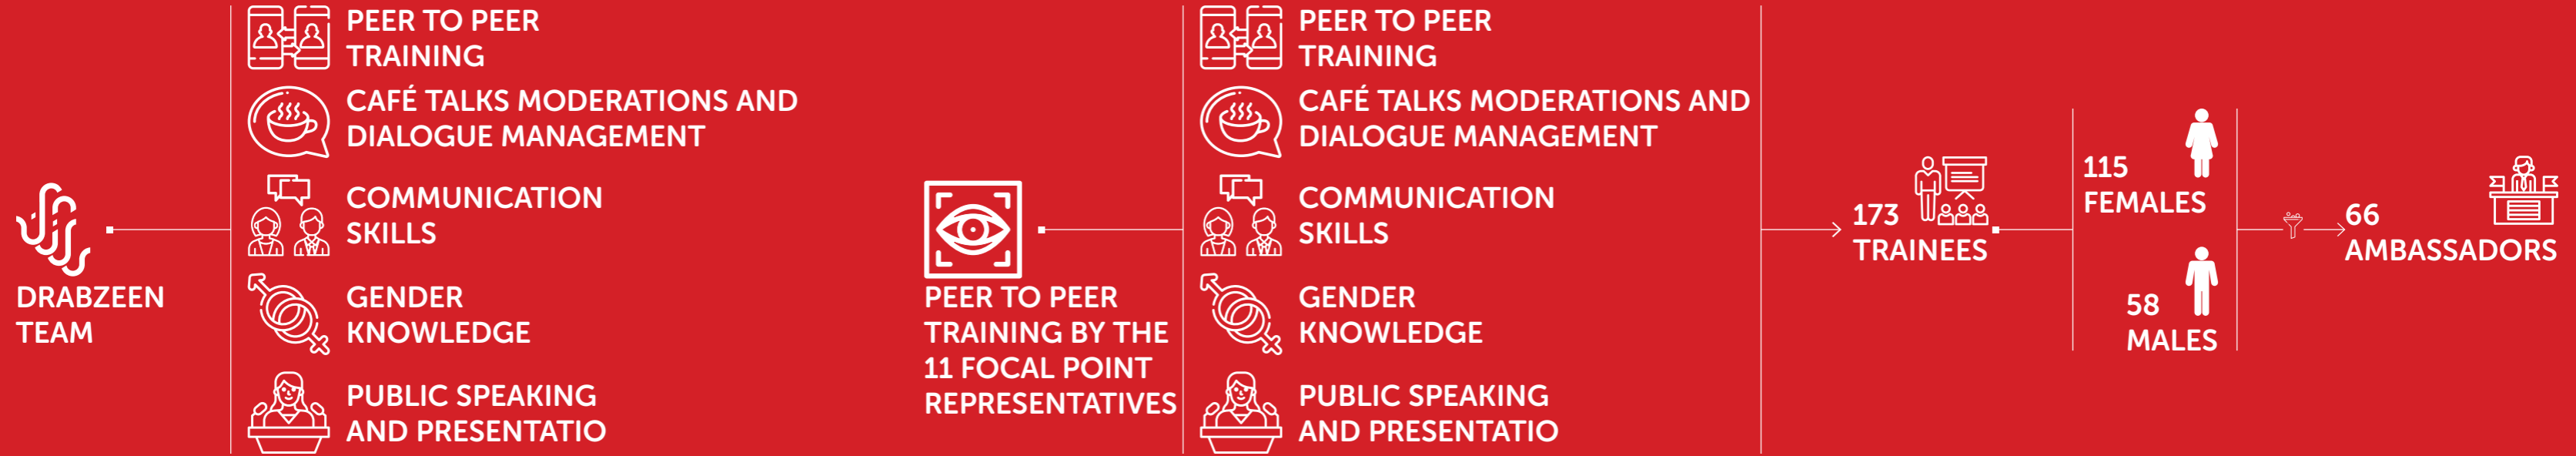 DRABZEEN
TEAM
PEER TO PEER
TRAINING
CAFÉ TALKS MODERATIONS AND
DIALOGUE MANAGEMENT
COMMUNICATION
SKILLS
GENDER
KNOWLEDGE
PUBLIC SPEAKING
AND PRESENTATIO
PEER TO PEER
TRAINING BY THE
11 FOCAL POINT
REPRESENTATIVES
PEER TO PEER
TRAINING
CAFÉ TALKS MODERATIONS AND
DIALOGUE MANAGEMENT
COMMUNICATION
SKILLS
GENDER
KNOWLEDGE
PUBLIC SPEAKING
AND PRESENTATIO
173
TRAINEES
115
FEMALES
58
MALES
66
AMBASSADORS